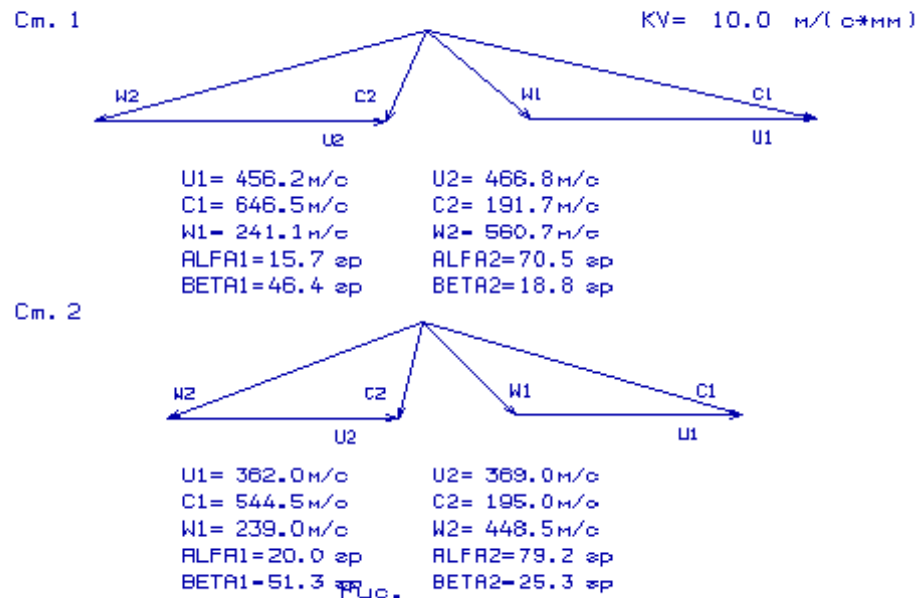 Ст. 1
KV= 10.0 м/(с*мм)
W2 C2 W1 C1
U2 U1
U1= 456.2м/с U2= 466.8м/с
C1= 646.5м/с C2= 191.7м/с
W1= 241.1м/с W2= 560.7м/с
ALFA1=15.7 гр ALFA2=70.5 гр
BETA1=46.4 гр BETA2=18.8 гр
Ст. 2
W2 C2 W1 C1
U2 U1
U1= 362.0м/с U2= 369.0м/с
C1= 544.5м/с C2= 195.0м/с
W1= 239.0м/с W2= 448.5м/с
ALFA1=20.0 гр ALFA2=79.2 гр
BETA1=51.3 гр BETA2=25.3 гр
Рис.